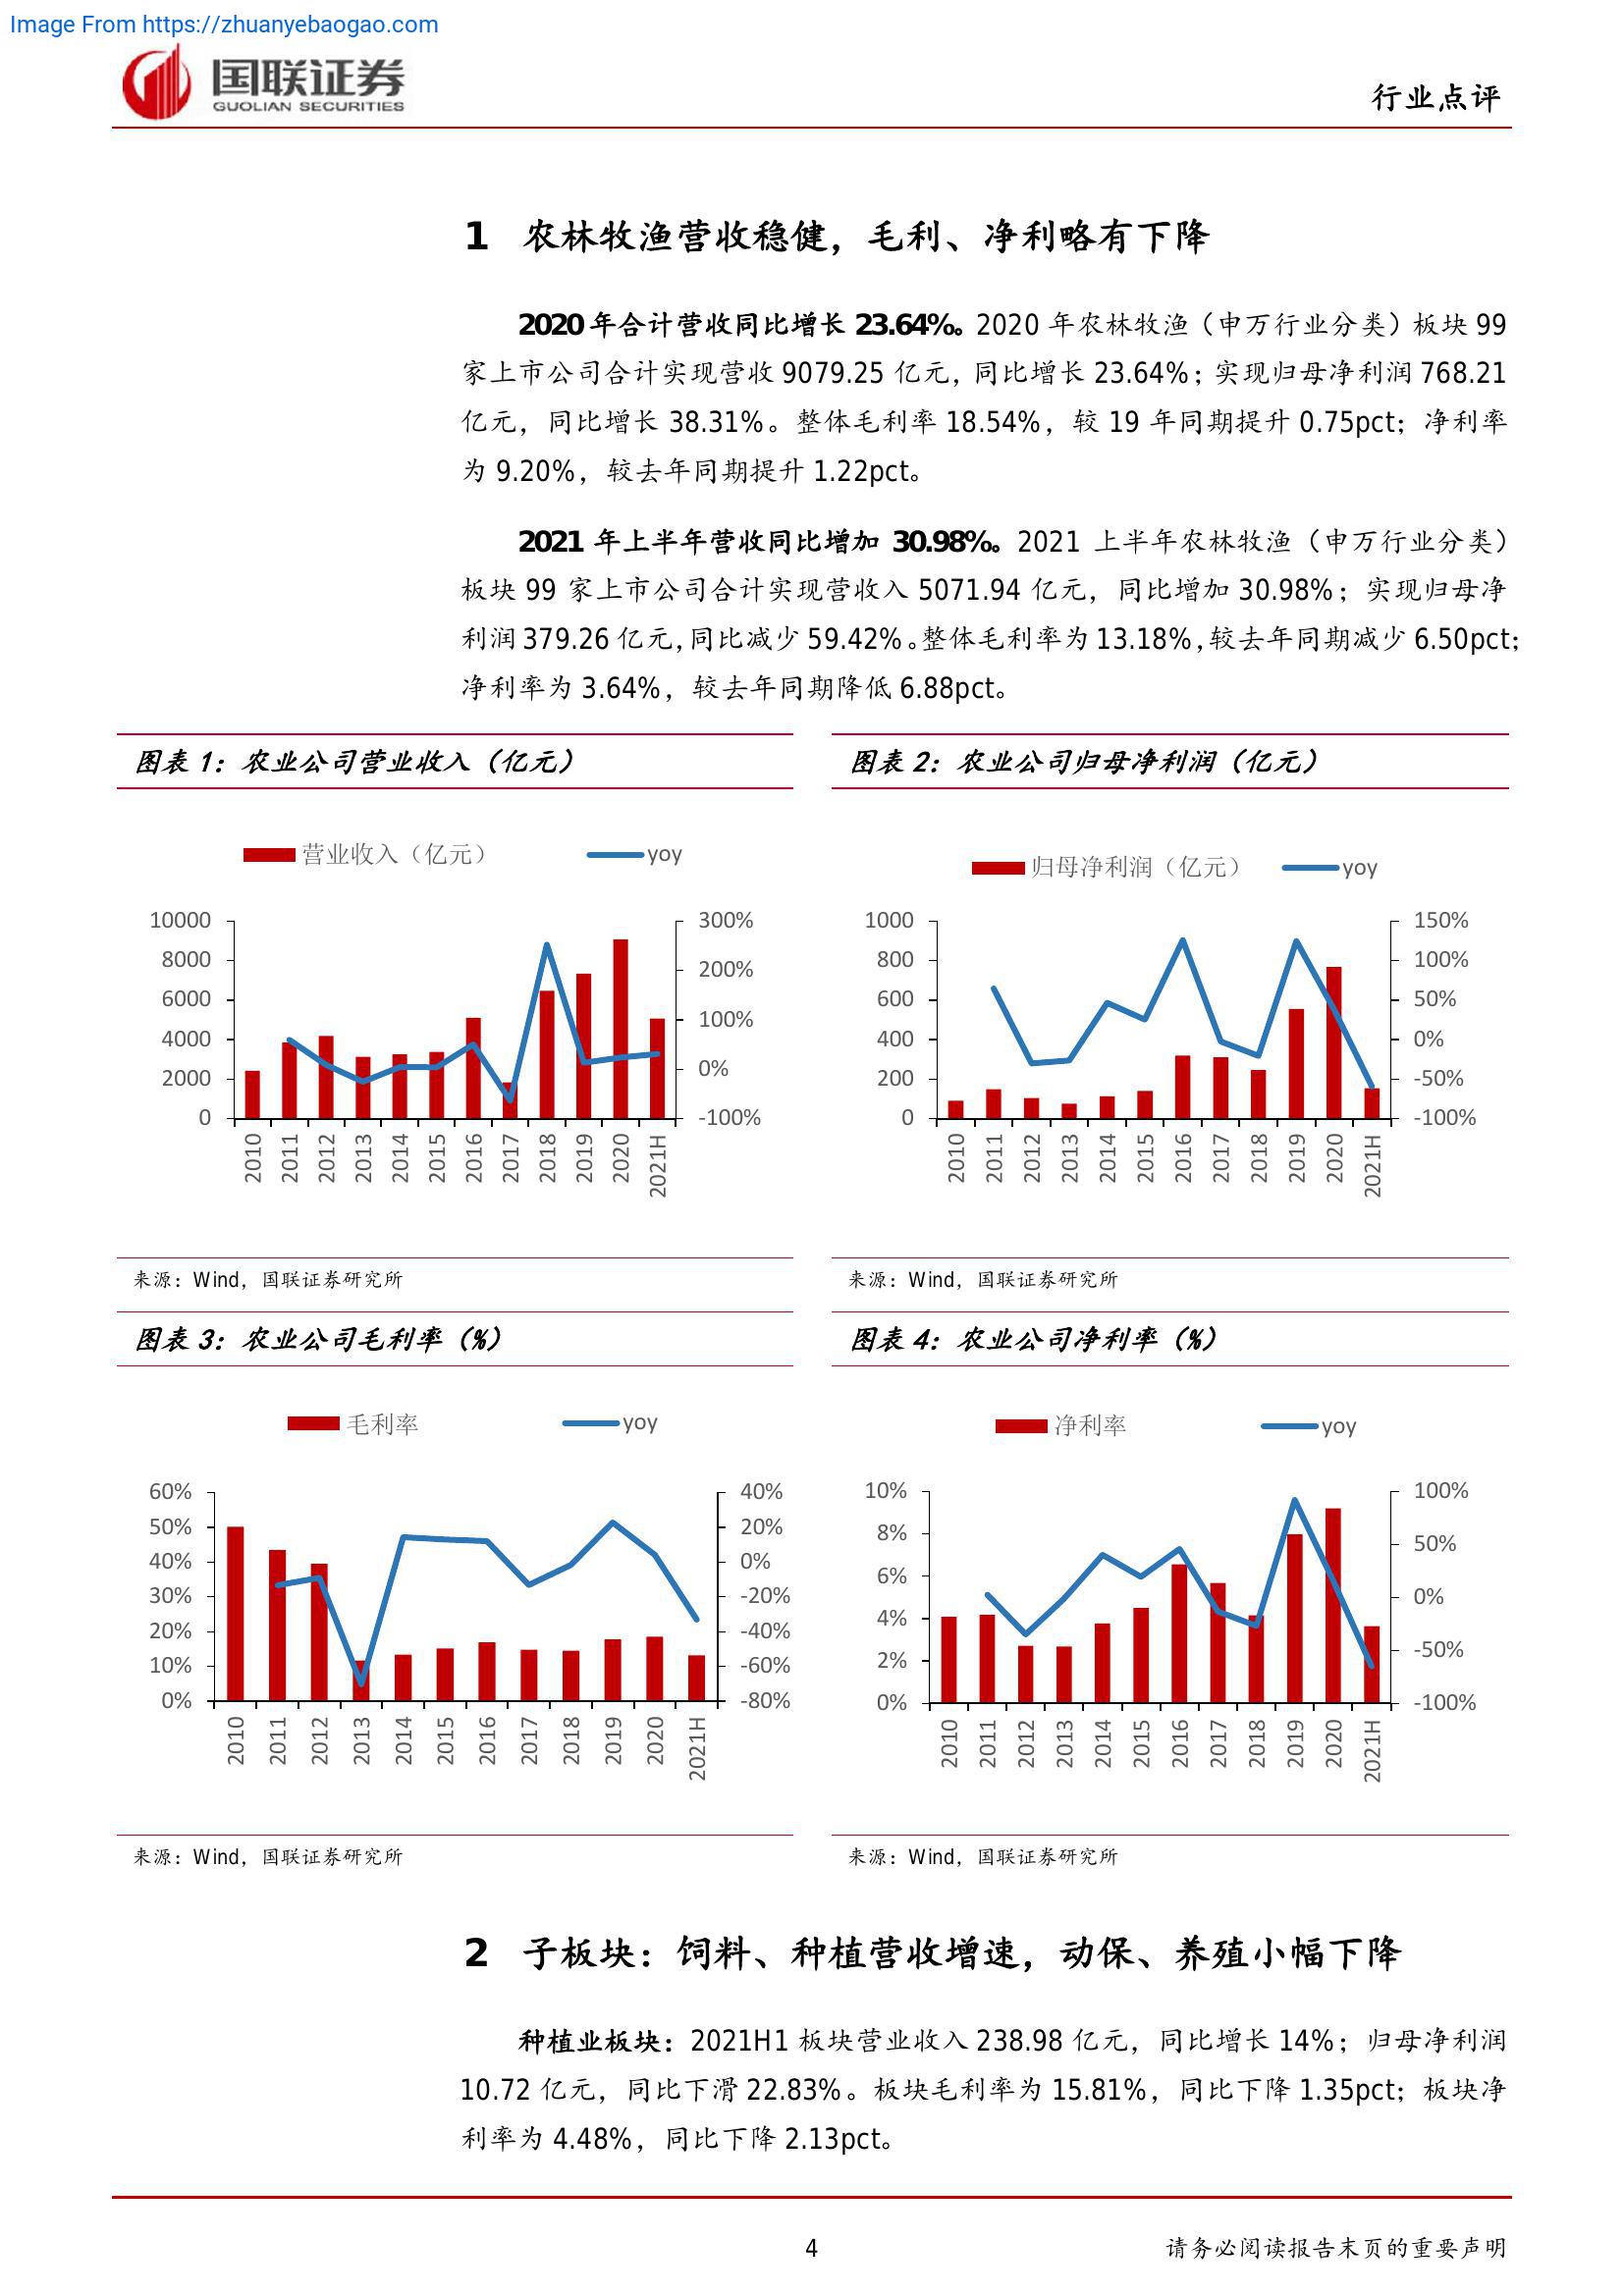 Image From https://zhuanyebaogao.com
国联证券
GUOLIAN SECURITIES
行业点评
1 农林牧渔营收稳健，毛利、净利略有下降
2020 年合计营收同比增长 23.64%。2020 年农林牧渔（申万行业分类）板块 99
家上市公司合计实现营收 9079.25 亿元，同比增长 23.64%；实现归母净利润 768.21
亿元，同比增长 38.31%。整体毛利率 18.54%，较 19 年同期提升 0.75pct；净利率
为 9.20%，较去年同期提升 1.22pct。
2021 年上半年营收同比增加 30.98%。2021 上半年农林牧渔（申万行业分类）
板块 99 家上市公司合计实现营收入 5071.94 亿元，同比增加 30.98%；实现归母净
利润 379.26 亿元，同比减少 59.42%。整体毛利率为 13.18%，较去年同期减少 6.50pct；
净利率为 3.64%，较去年同期降低 6.88pct。
图表 1：农业公司营业收入（亿元）
营业收入（亿元） yoy
10000 300%
8000 200%
6000
4000 100%
2000 0%
0 -100%
2010 2011 2012 2013 2014 2015 2016 2017 2018 2019 2020 2021H
来源：Wind，国联证券研究所
图表 2：农业公司归母净利润（亿元）
归母净利润（亿元） yoy
1000 150%
800 100%
600 50%
400 0%
200 -50%
0 -100%
2010 2011 2012 2013 2014 2015 2016 2017 2018 2019 2020 2021H
来源：Wind，国联证券研究所
图表 3：农业公司毛利率（%）
毛利率 yoy
60% 40%
50% 20%
40% 0%
30% -20%
20% -40%
10% -60%
0% -80%
2010 2011 2012 2013 2014 2015 2016 2017 2018 2019 2020 2021H
来源：Wind，国联证券研究所
图表 4：农业公司净利率（%）
净利率 yoy
10% 100%
8% 50%
6% 0%
4%
2% -50%
0% -100%
2010 2011 2012 2013 2014 2015 2016 2017 2018 2019 2020 2021H
来源：Wind，国联证券研究所
2 子板块：饲料、种植营收增速，动保、养殖小幅下降
种植业板块：2021H1 板块营业收入 238.98 亿元，同比增长 14%；归母净利润
10.72 亿元，同比下滑 22.83%。板块毛利率为 15.81%，同比下降 1.35pct；板块净
利率为 4.48%，同比下降 2.13pct。
4
请务必阅读报告末页的重要声明